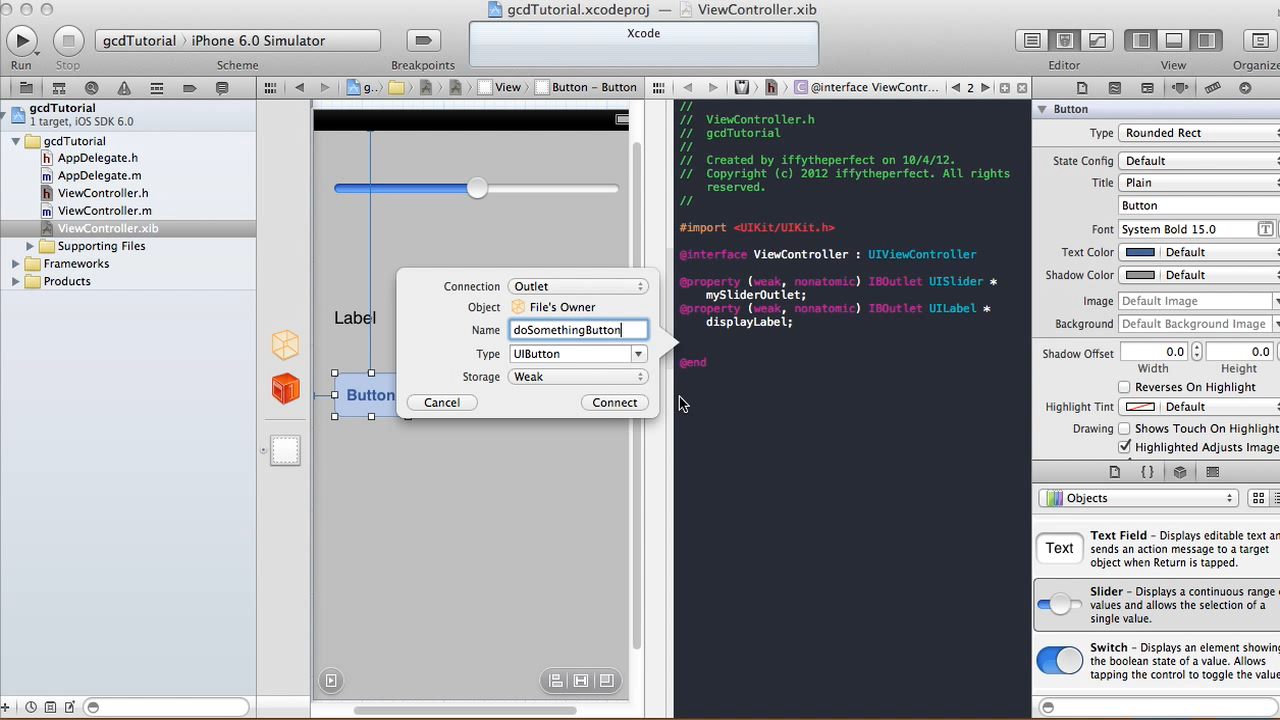 gcdTutorial.xcodeproj — ViewController.xib
Xcode
gcdTutorial
iPhone 6.0 Simulator
Run
Stop
Scheme
Breakpoints
Editor
View
g..
View
Button – Button
@interface ViewContr...
2
gcdTutorial
1 target, iOS SDK 6.0
gcdTutorial
AppDelegate.h
AppDelegate.m
ViewController.h
ViewController.m
ViewController.xib
Supporting Files
Frameworks
Products
Label
Button
Connection
Outlet
Object
File's Owner
Name
doSomethingButton
Type
UIButton
Storage
Weak
Cancel
Connect
//
// ViewController.h
// gcdTutorial
//
// Created by iffytheperfect on 10/4/12.
// Copyright (c) 2012 iffytheperfect. All rights
reserved.
//
#import <UIKit/UIKit.h>
@interface ViewController : UIViewController
@property (weak, nonatomic) IBOutlet UISlider *
mySliderOutlet;
@property (weak, nonatomic) IBOutlet UILabel *
displayLabel;
@end
Button
Type
Rounded Rect
State Config
Default
Title
Plain
Button
Font
System Bold 15.0
T
Text Color
Default
Shadow Color
Default
Image
Default Image
Background
Default Background Image
Shadow Offset
0.0
0.0
Width
Height
Reverses On Highlight
Highlight Tint
Default
Drawing
Shows Touch On Highlight
Highlighted Adjusts Image
{}
Objects
Text
Text Field – Displays editable text an
sends an action message to a target
object when Return is tapped.
Slider – Displays a continuous range
values and allows the selection of a
single value.
Switch – Displays an element showing
the boolean state of a value. Allows
tapping the control to toggle the value